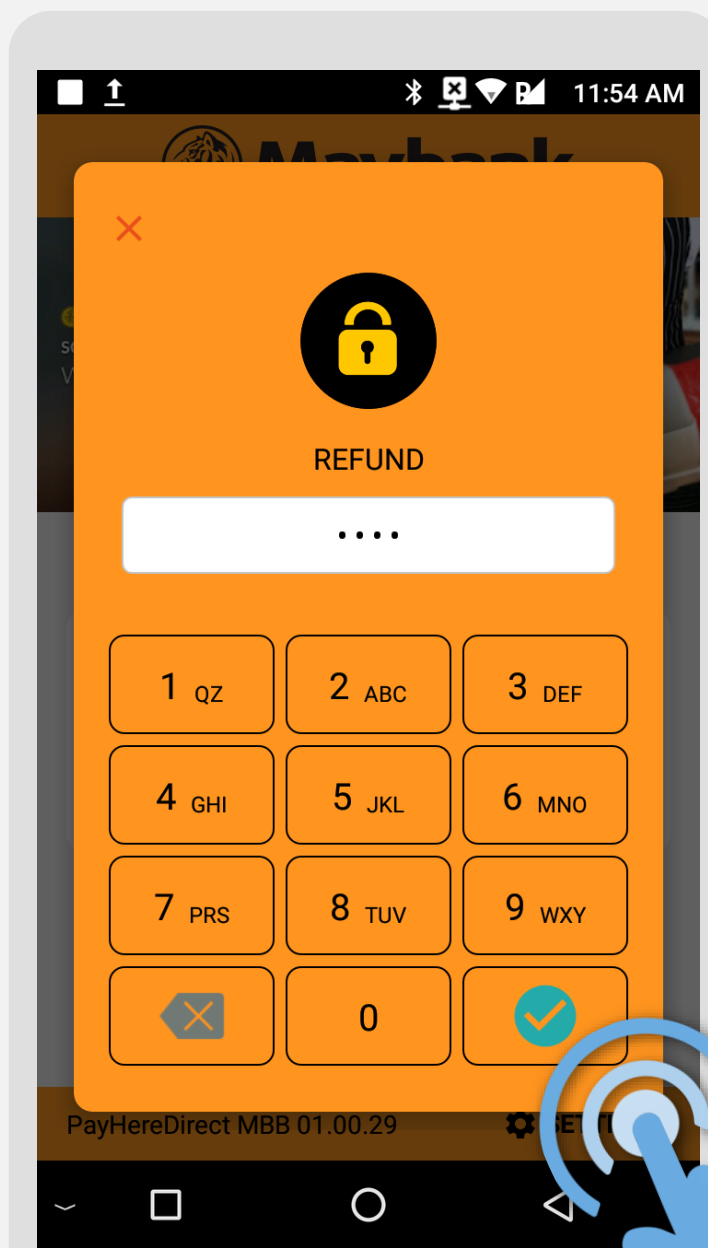 11:54 AM
Maybank
REFUND
••••
1 QZ
2 ABC
3 DEF
4 GHI
5 JKL
6 MNO
7 PRS
8 TUV
9 WXY
0
PayHereDirect MBB 01.00.29